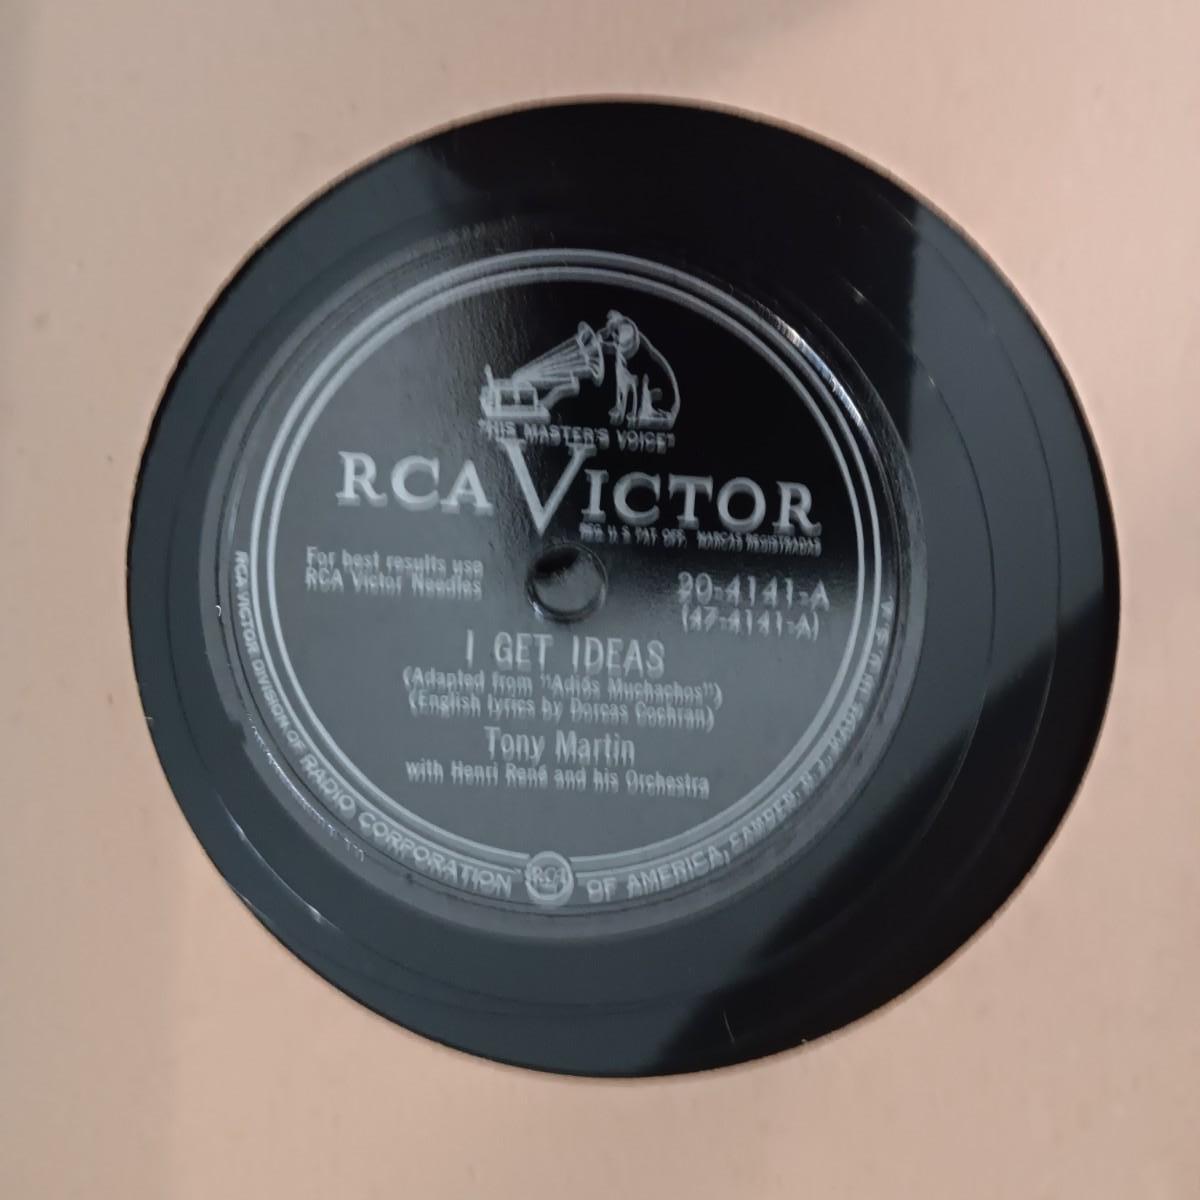 "HIS MASTER'S VOICE"
RCA VICTOR
REG. U. S. PAT. OFF. MARCAS REGISTRADAS
For best results use
RCA Victor Needles
20-4141-A
(47-4141-A)
I GET IDEAS
(Adapted from "Adiós Muchachos")
(English lyrics by Dorcas Cochran)
Tony Martin
with Henri René and his Orchestra
RCA VICTOR DIVISION OF RADIO CORPORATION OF AMERICA, CAMDEN, N. J. MADE IN U.S.A.
RCA